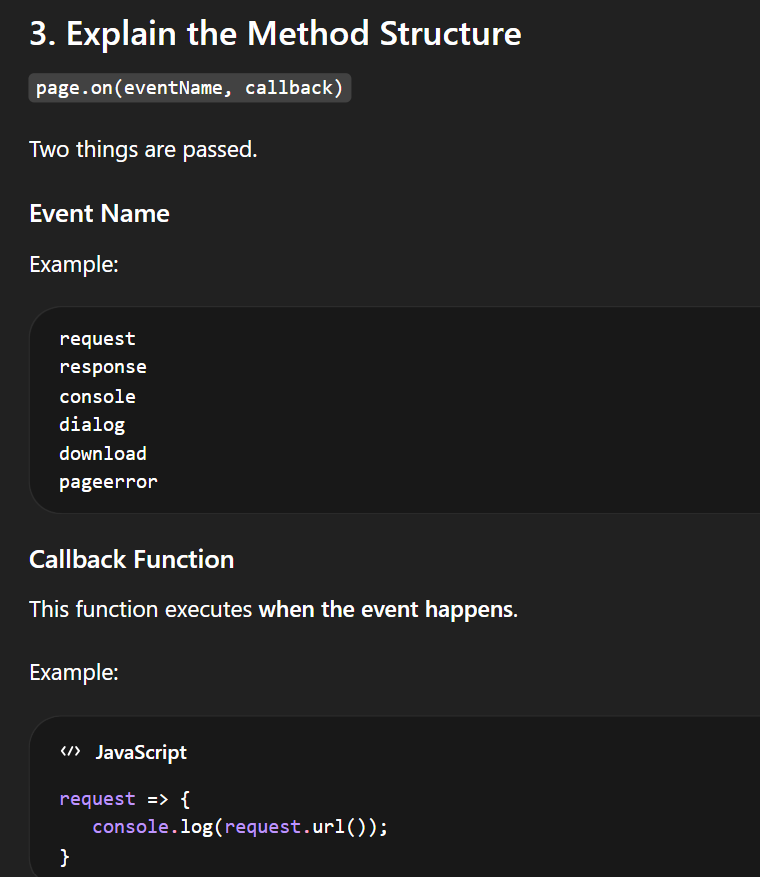 3. Explain the Method Structure
page.on(eventName, callback)
Two things are passed.
Event Name
Example:
request
response
console
dialog
download
pageerror
Callback Function
This function executes when the event happens.
Example:
</> JavaScript
request => {
console.log(request.url());
}